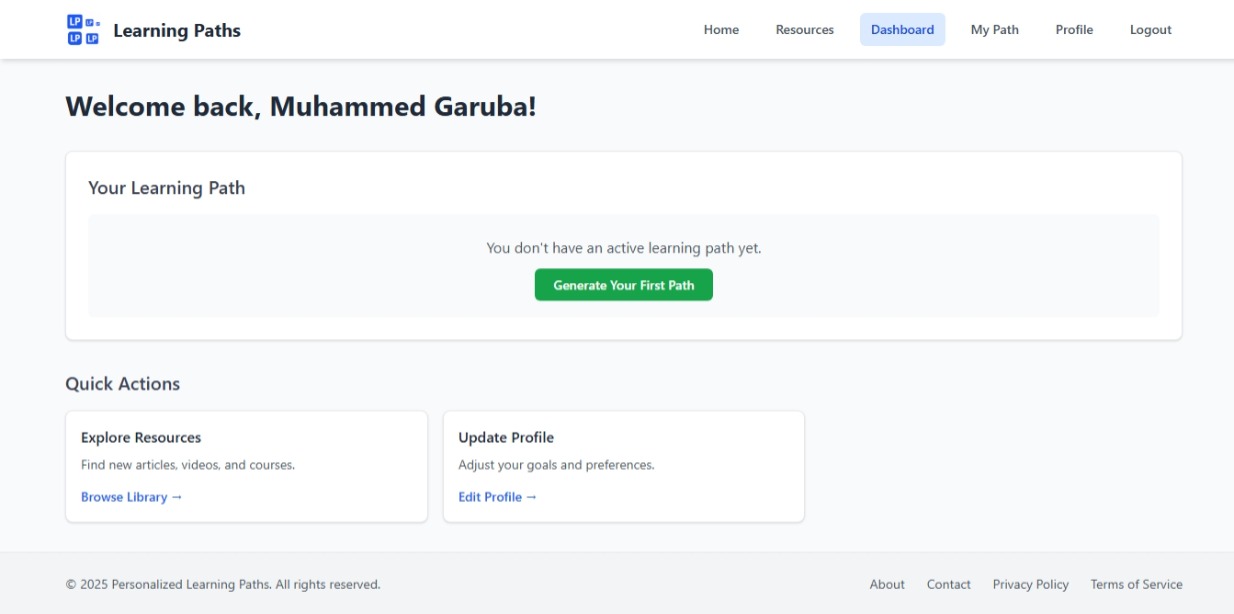 LP LP LP LP
Learning Paths
Home Resources Dashboard My Path Profile Logout
Welcome back, Muhammed Garuba!
Your Learning Path
You don't have an active learning path yet.
Generate Your First Path
Quick Actions
Explore Resources
Find new articles, videos, and courses.
Browse Library →
Update Profile
Adjust your goals and preferences.
Edit Profile →
© 2025 Personalized Learning Paths. All rights reserved.
About Contact Privacy Policy Terms of Service